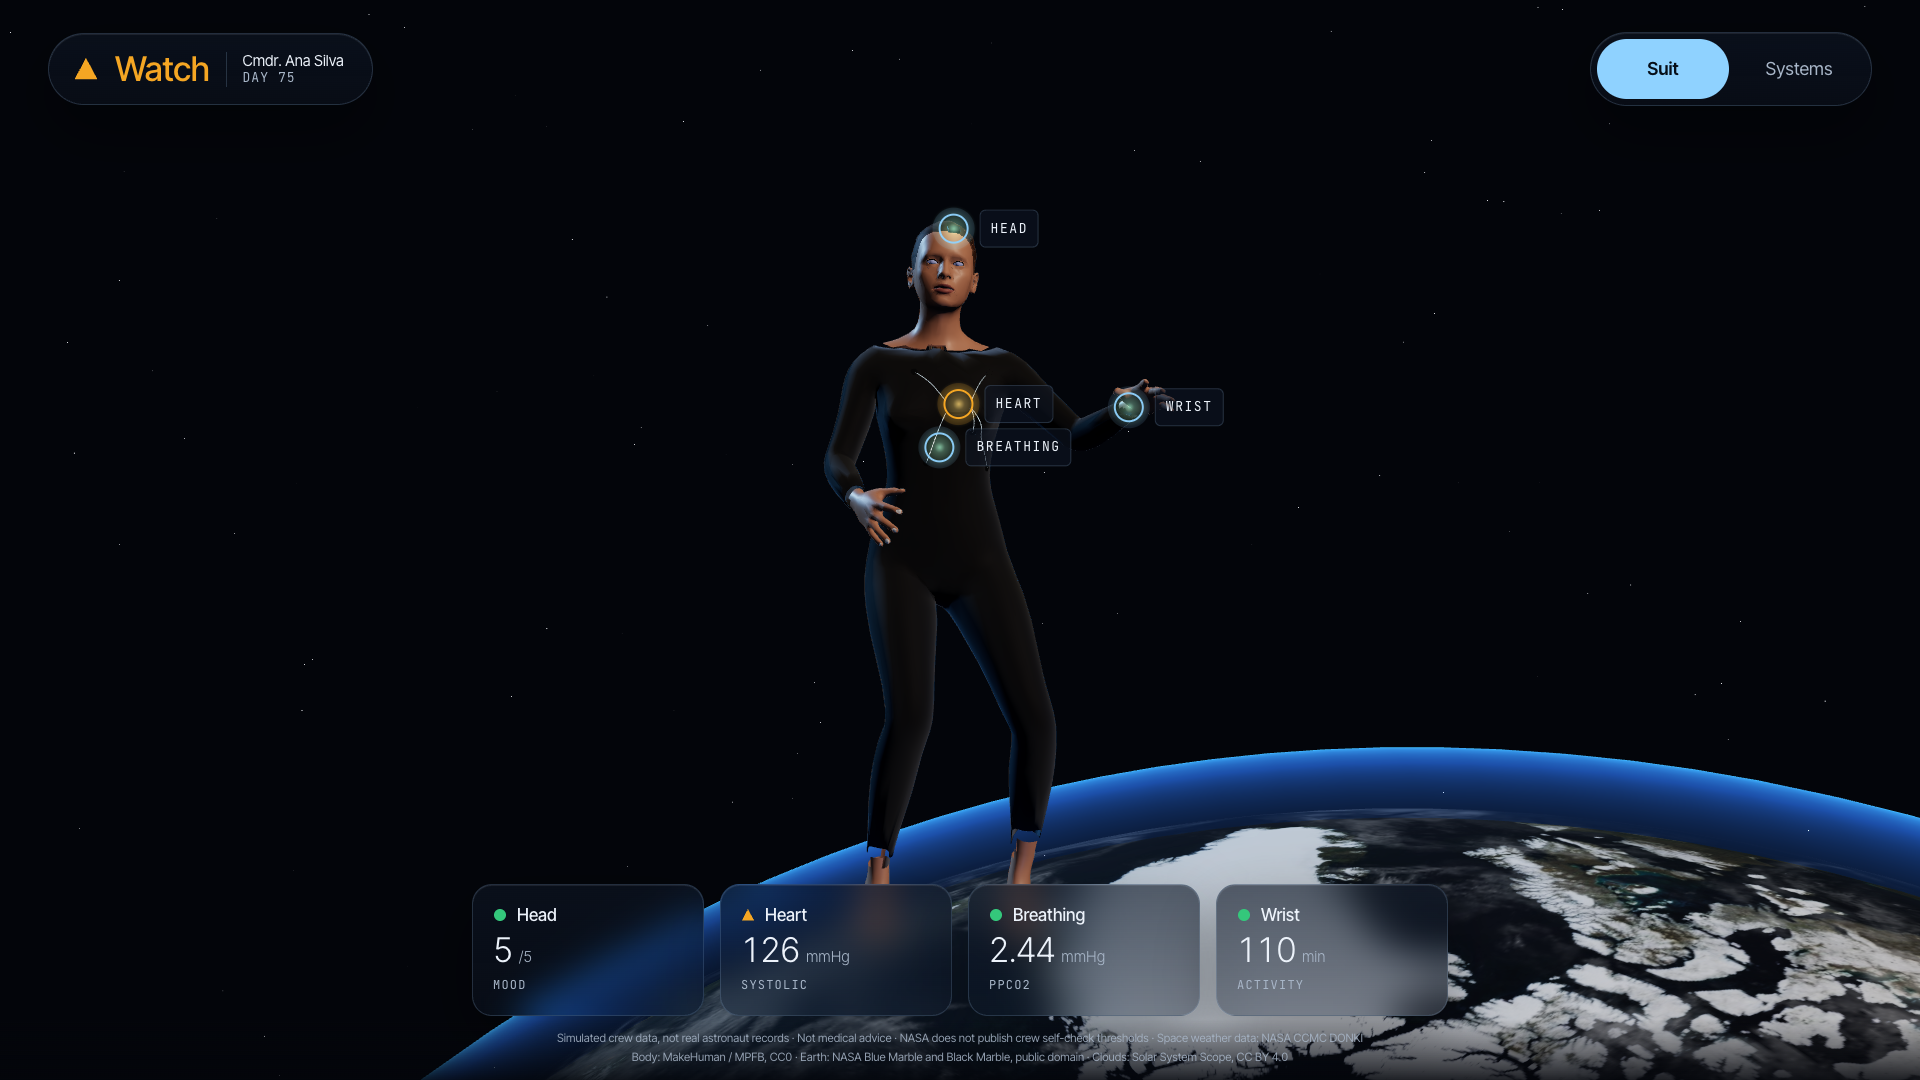 Watch
Cmdr. Ana Silva
DAY 75
Suit
Systems
HEAD
HEART
WRIST
BREATHING
Head
5 /5
MOOD
Heart
126 mmHg
SYSTOLIC
Breathing
2.44 mmHg
PPCO2
Wrist
110 min
ACTIVITY
Simulated crew data, not real astronaut records · Not medical advice · NASA does not publish crew self-check thresholds · Space weather data: NASA CCMC DONKI
Body: MakeHuman / MPFB, CC0 · Earth: NASA Blue Marble and Black Marble, public domain · Clouds: Solar System Scope, CC BY 4.0